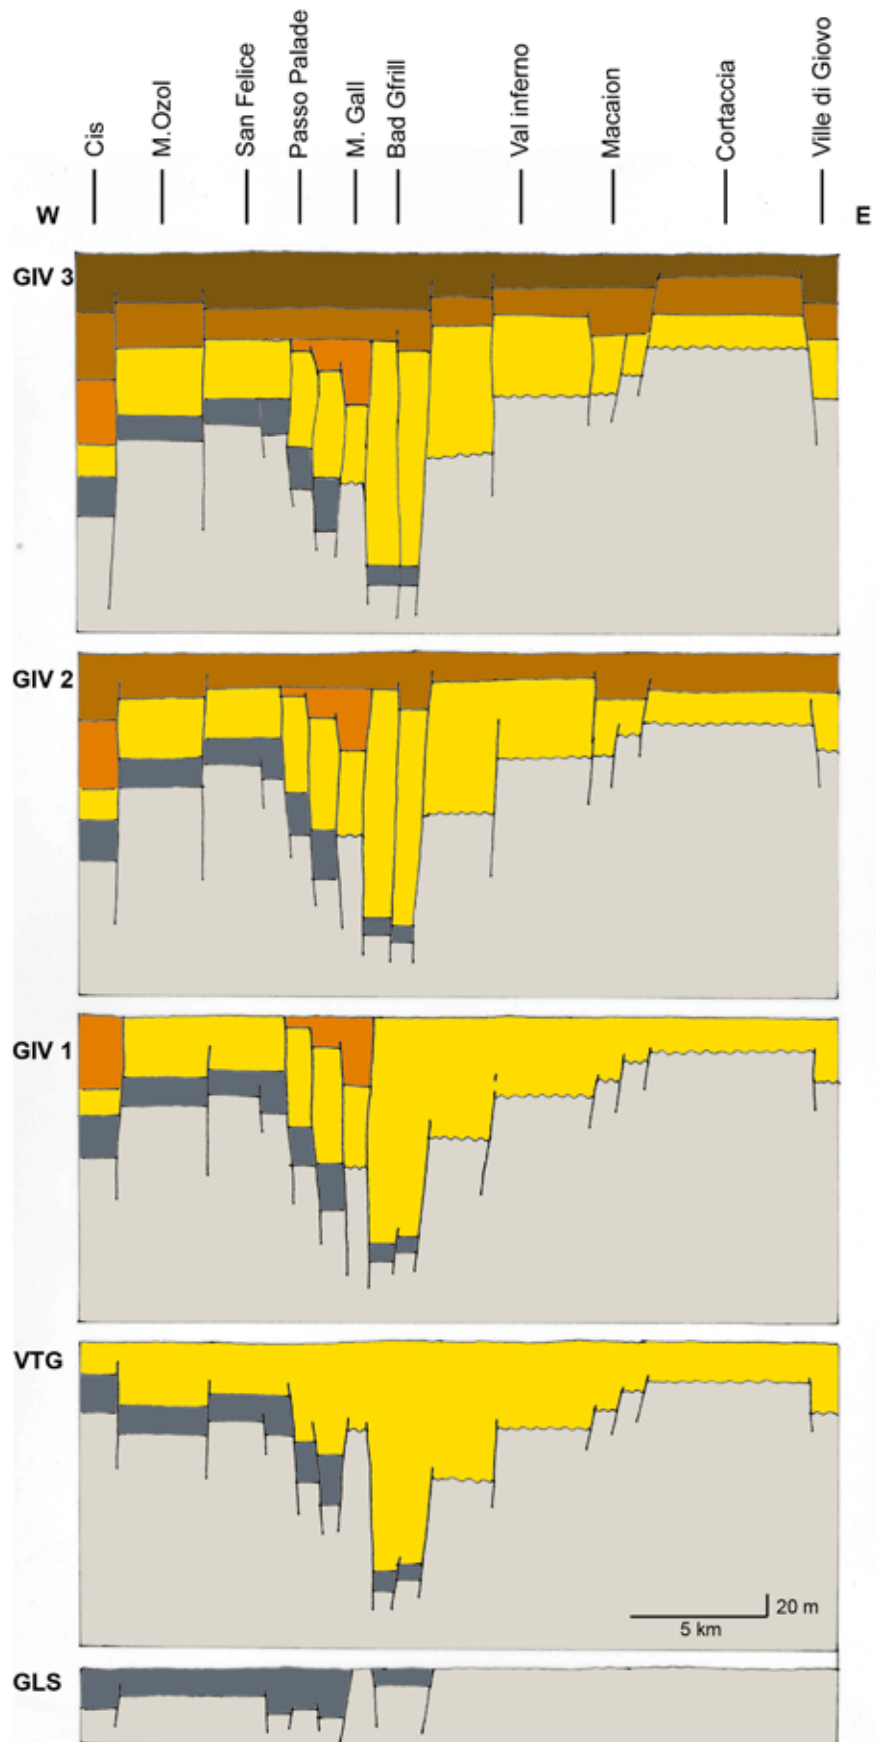 Cis
M.Ozol
San Felice
Passo Palade
M. Gall
Bad Gfrill
Val inferno
Macaion
Cortaccia
Ville di Giovo
W
E
GIV 3
GIV 2
GIV 1
VTG
20 m
5 km
GLS